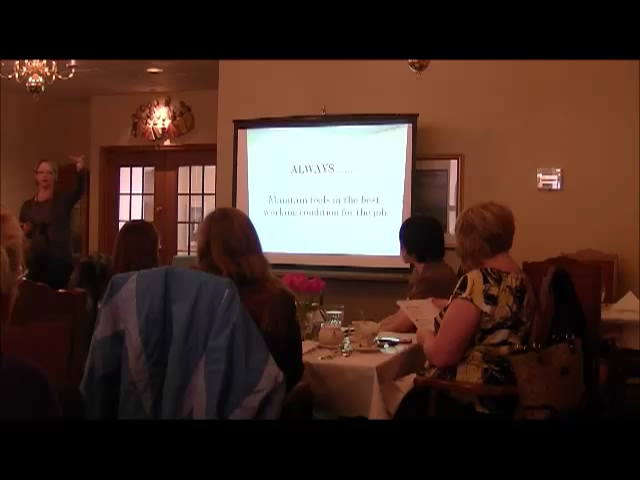 ALWAYS......
Maintain tools in the best
working condition for the job.